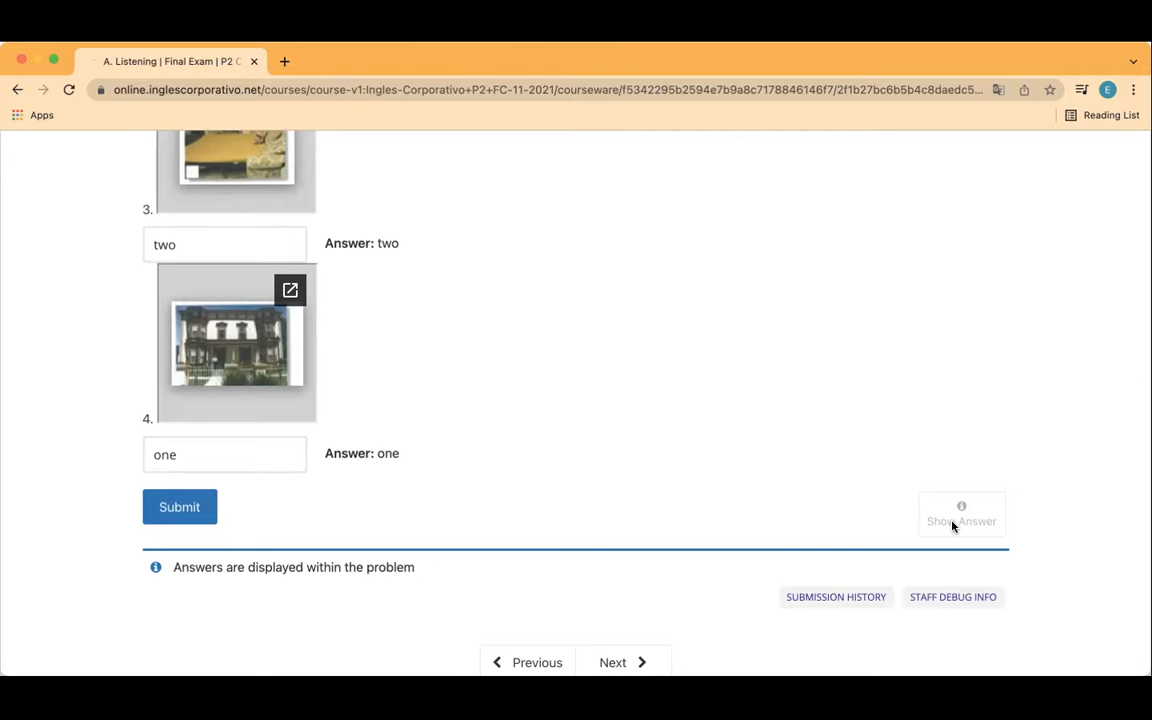 A. Listening | Final Exam | P2 C
online.inglescorporativo.net/courses/course-v1:Ingles-Corporativo+P2+FC-11-2021/courseware/f5342295b2594e7b9a8c7178846146f7/2f1b27bc6b5b4c8daedc5...
E
Apps
Reading List
3.
two
Answer: two
4.
one
Answer: one
Submit
Show Answer
Answers are displayed within the problem
SUBMISSION HISTORY
STAFF DEBUG INFO
Previous
Next